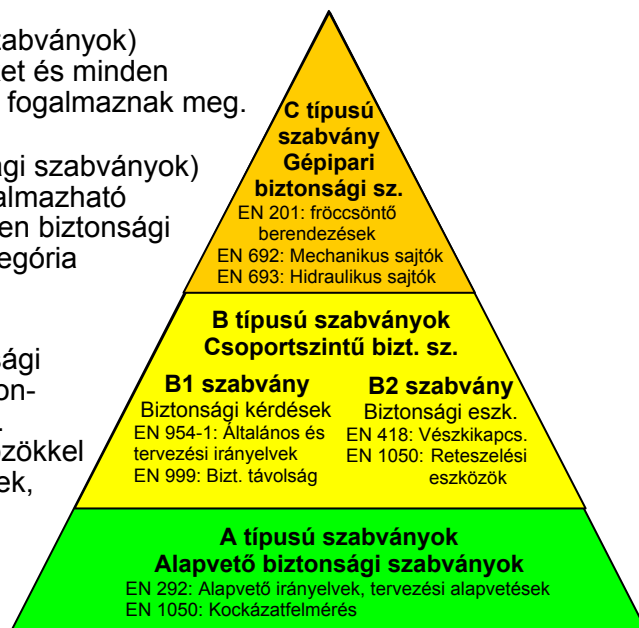 zabványok)
ket és minden
fogalmaznak meg.
ági szabványok)
almazható
en biztonsági
egória
sági
on-
közökkel
ek,
C típusú
szabvány
Gépipari
biztonsági sz.
EN 201: fröccsöntő
berendezések
EN 692: Mechanikus sajtók
EN 693: Hidraulikus sajtók
B típusú szabványok
Csoportszintű bizt. sz.
B1 szabvány
Biztonsági kérdések
EN 954-1: Általános és
tervezési irányelvek
EN 999: Bizt. távolság
B2 szabvány
Biztonsági eszk.
EN 418: Vészkikapcs.
EN 1050: Reteszelési
eszközök
A típusú szabványok
Alapvető biztonsági szabványok
EN 292: Alapvető irányelvek, tervezési alapvetések
EN 1050: Kockázatfelmérés